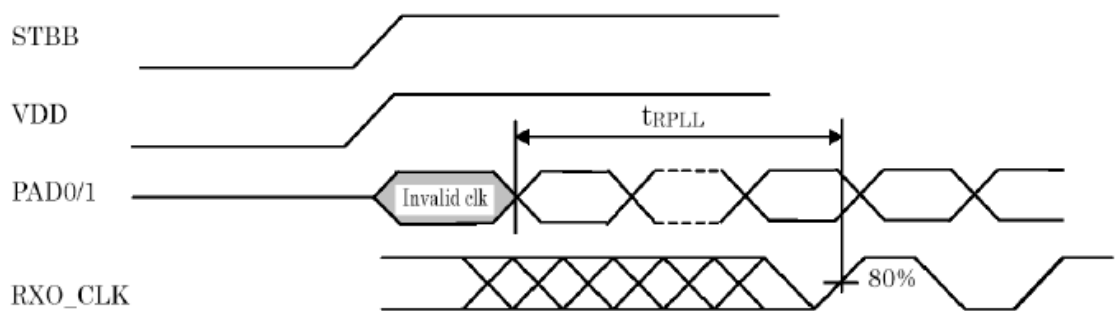 STBB
VDD
tRPLL
PAD0/1
Invalid clk
RXO_CLK
80%